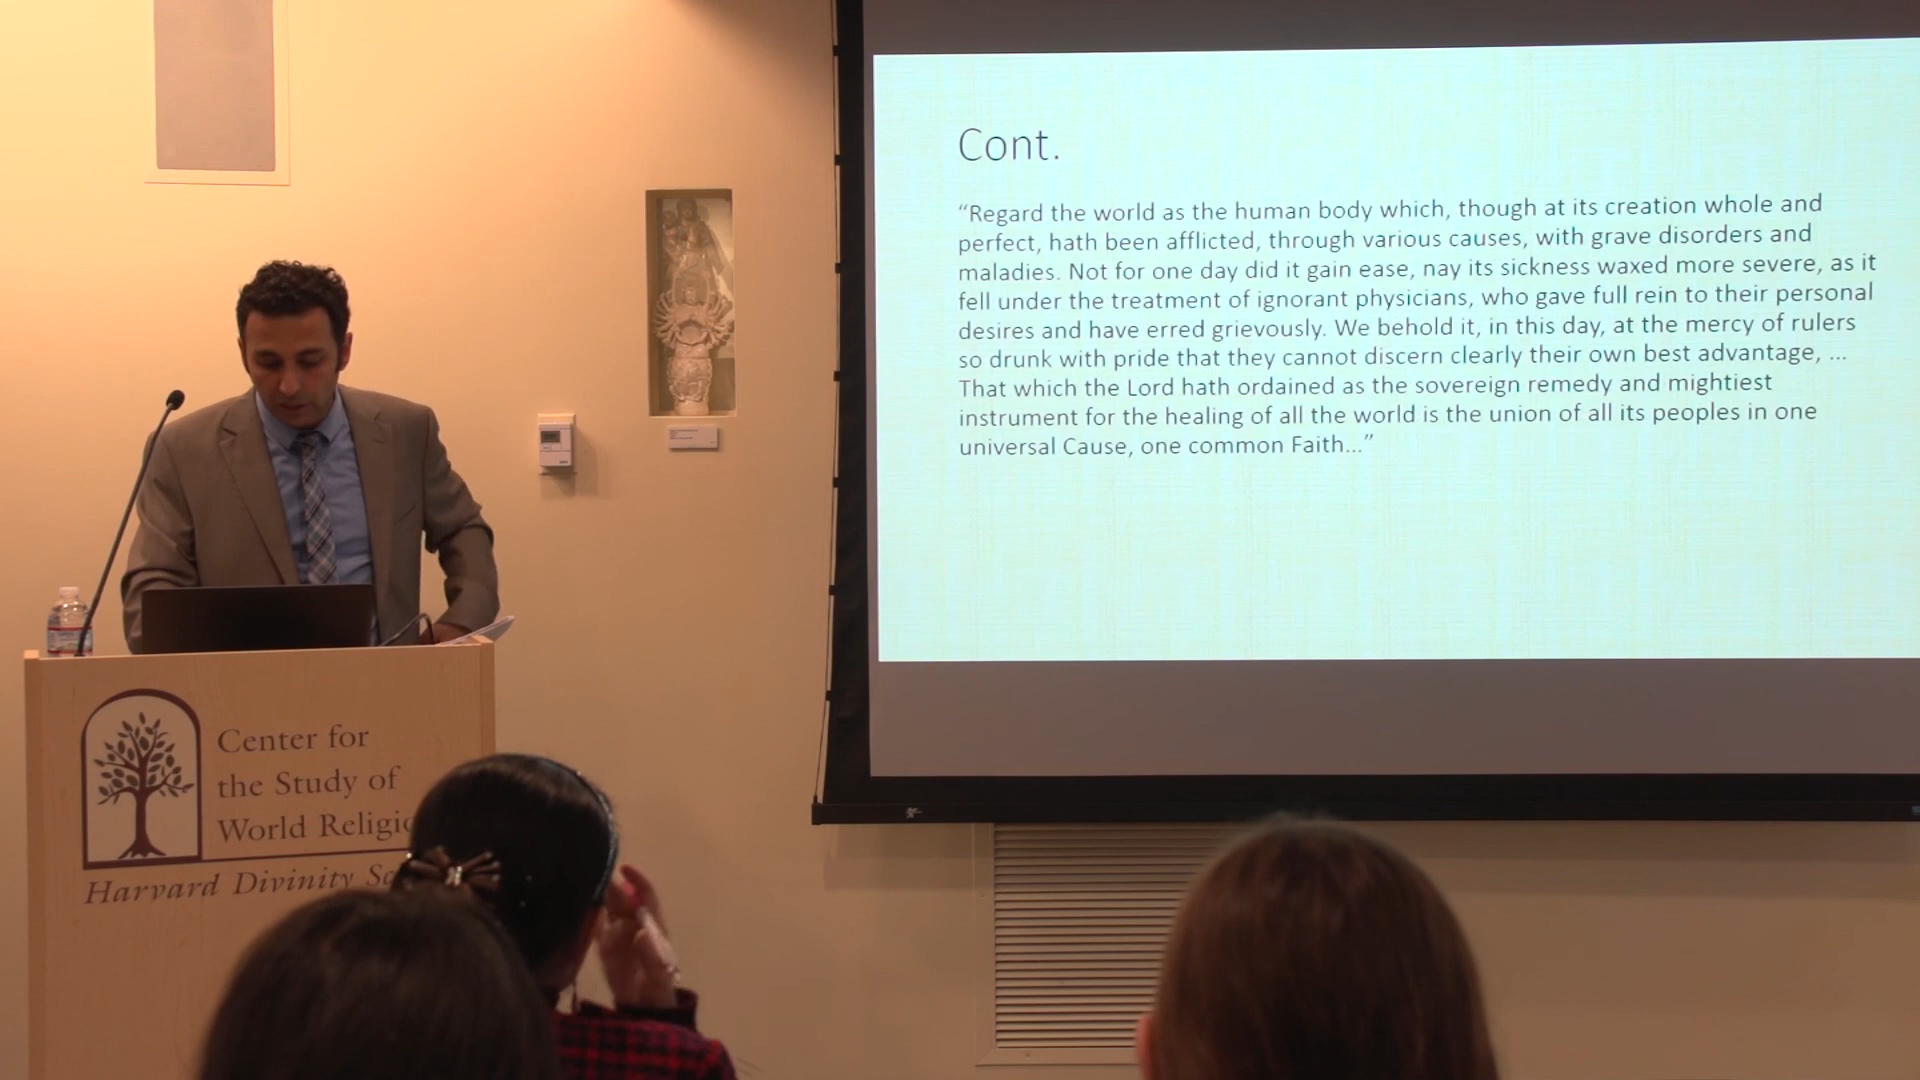 Cont.
“Regard the world as the human body which, though at its creation whole and
perfect, hath been afflicted, through various causes, with grave disorders and
maladies. Not for one day did it gain ease, nay its sickness waxed more severe, as it
fell under the treatment of ignorant physicians, who gave full rein to their personal
desires and have erred grievously. We behold it, in this day, at the mercy of rulers
so drunk with pride that they cannot discern clearly their own best advantage, ...
That which the Lord hath ordained as the sovereign remedy and mightiest
instrument for the healing of all the world is the union of all its peoples in one
universal Cause, one common Faith...”
Center for
the Study of
World Religio
Harvard Divinity Sc